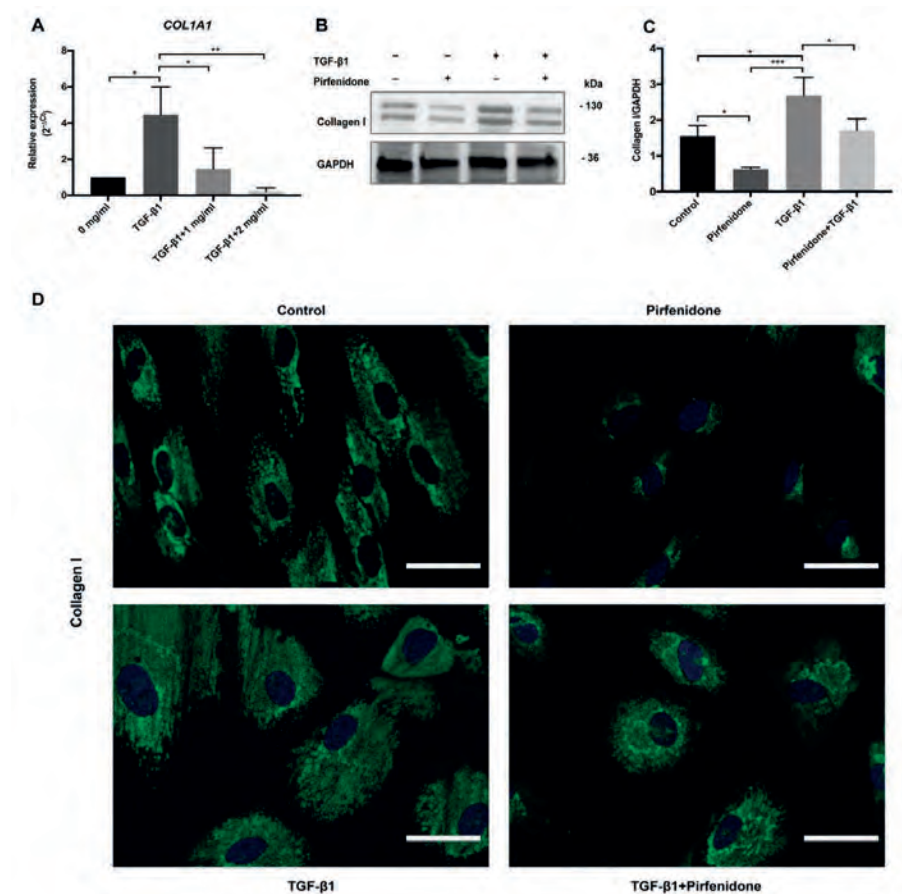 A
COL1A1
Relative expression
8
6
4
2
0
* * **
0 mg/ml
TGF-β1
TGF-β1+1 mg/ml
TGF-β1+2 mg/ml
B
TGF-β1 – – + +
Pirfenidone – + – +
kDa
Collagen I
- 130
GAPDH
- 36
C
Collagen I/GAPDH
4
3
2
1
0
* * *** *
Control
Pirfenidone
TGF-β1
Pirfenidone+TGF-β1
D
Control
Pirfenidone
Collagen I
TGF-β1
TGF-β1+Pirfenidone